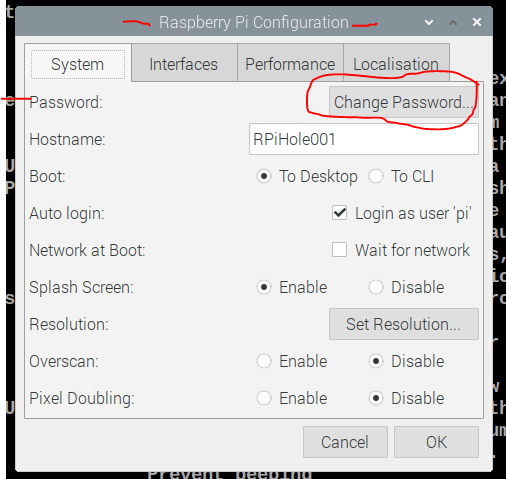 Raspberry Pi Configuration
System Interfaces Performance Localisation
Password: Change Password...
Hostname: RPiHole001
Boot: To Desktop To CLI
Auto login: Login as user 'pi'
Network at Boot: Wait for network
Splash Screen: Enable Disable
Resolution: Set Resolution...
Overscan: Enable Disable
Pixel Doubling: Enable Disable
Cancel OK
Prevent beeping